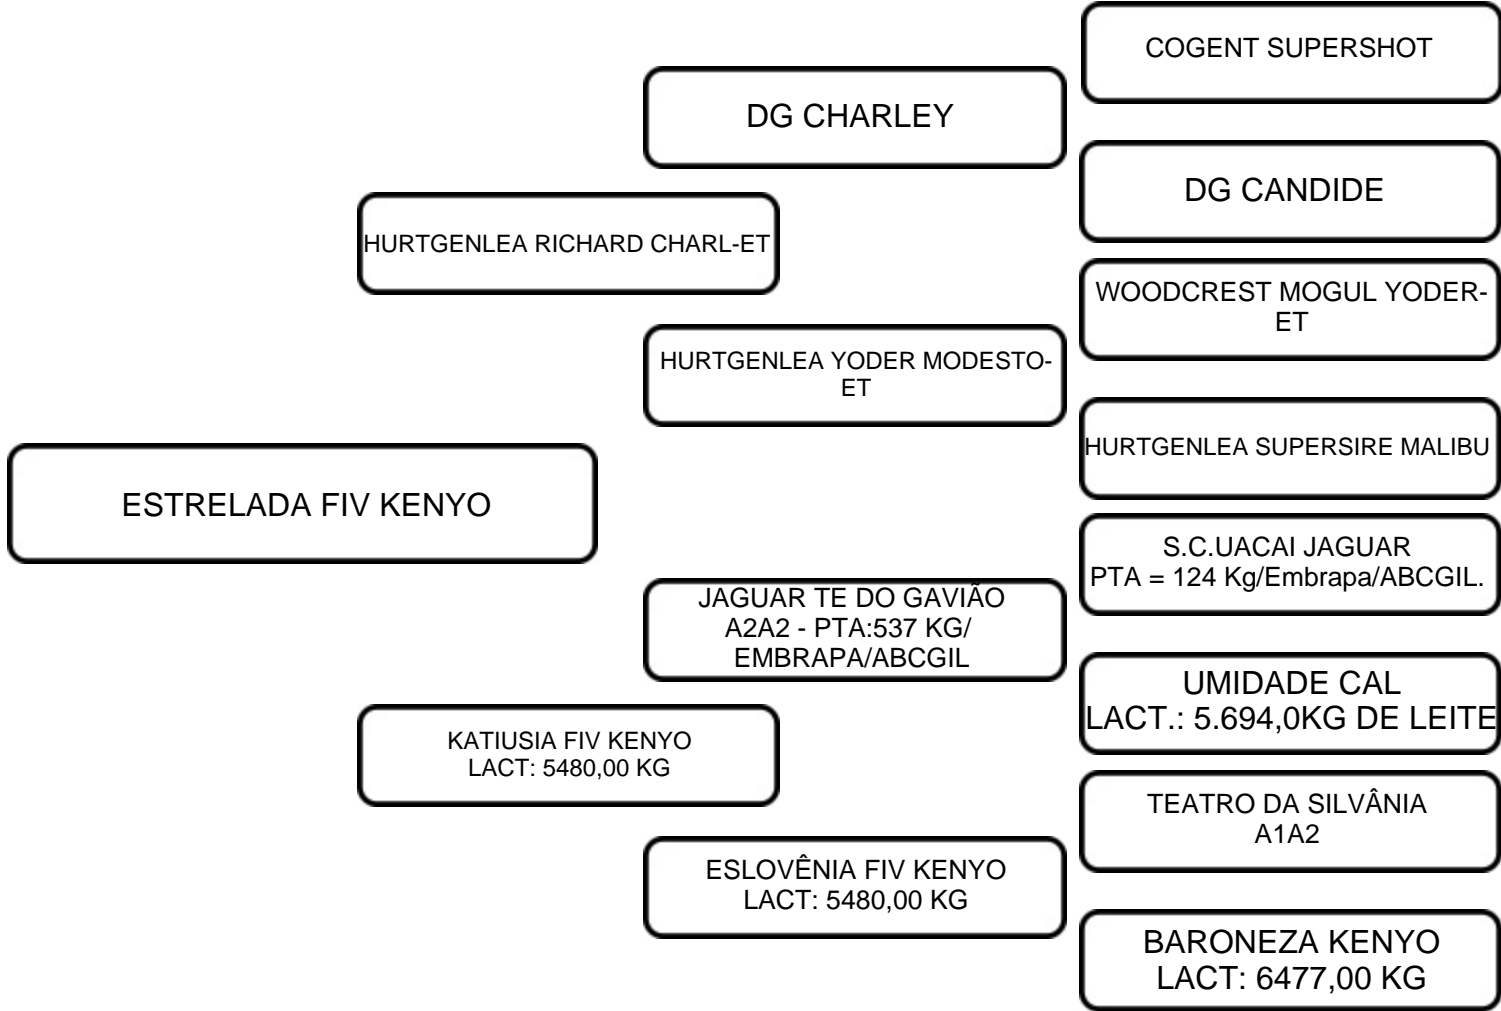 COGENT SUPERSHOT
DG CHARLEY
DG CANDIDE
HURTGENLEA RICHARD CHARL-ET
WOODCREST MOGUL YODER-
ET
HURTGENLEA YODER MODESTO-
ET
HURTGENLEA SUPERSIRE MALIBU
ESTRELADA FIV KENYO
S.C.UACAI JAGUAR
PTA = 124 Kg/Embrapa/ABCGIL.
JAGUAR TE DO GAVIÃO
A2A2 - PTA:537 KG/
EMBRAPA/ABCGIL
UMIDADE CAL
LACT.: 5.694,0KG DE LEITE
KATIUSIA FIV KENYO
LACT: 5480,00 KG
TEATRO DA SILVÂNIA
A1A2
ESLOVÊNIA FIV KENYO
LACT: 5480,00 KG
BARONEZA KENYO
LACT: 6477,00 KG